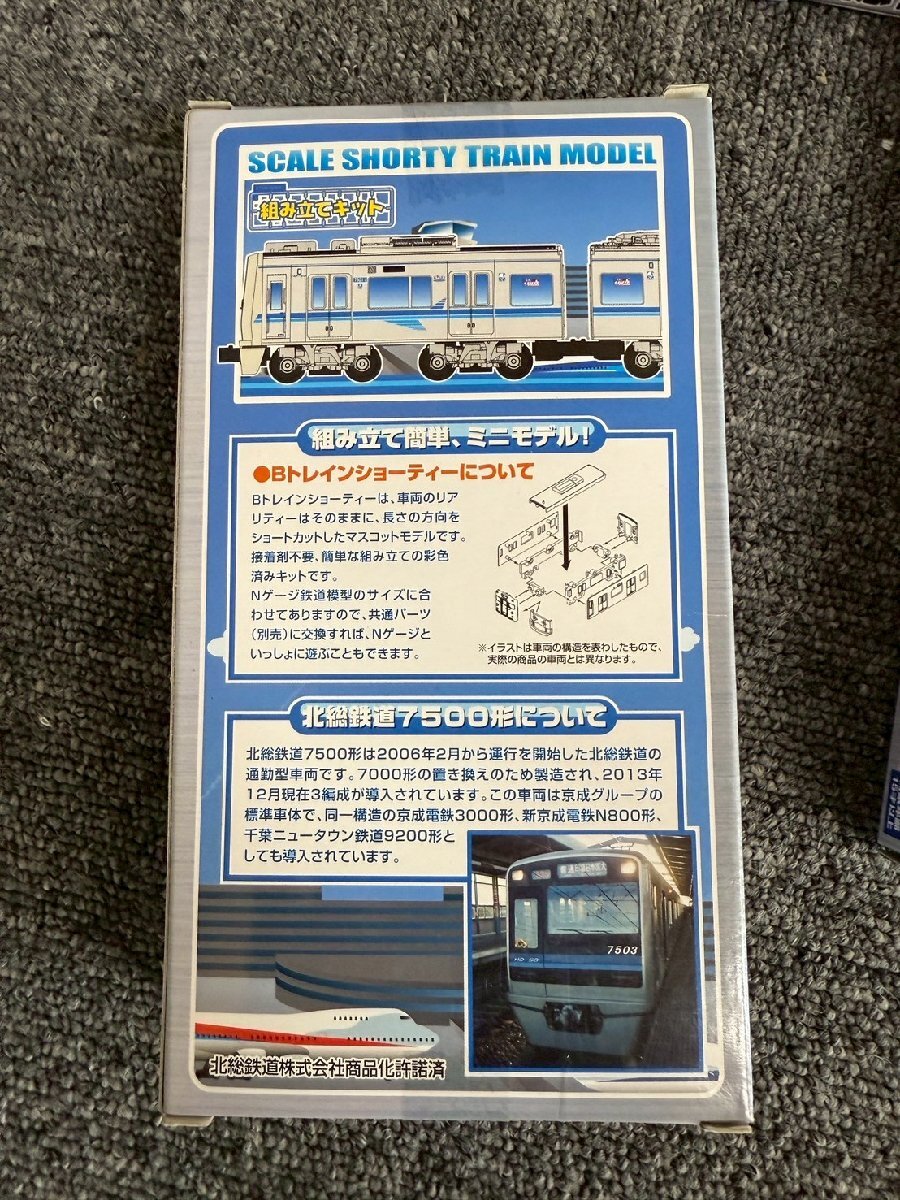 SCALE SHORTY TRAIN MODEL
組み立てキット
組み立て簡単、ミニモデル!
●Bトレインショーティーについて
Bトレインショーティーは、車両のリア
リティーはそのままに、長さの方向を
ショートカットしたマスコットモデルです。
接着剤不要、簡単な組み立ての彩色
済みキットです。
Nゲージ鉄道模型のサイズに合
わせてありますので、共通パーツ
(別売)に交換すれば、Nゲージと
いっしょに遊ぶこともできます。
※イラストは車両の構造を表わしたもので、
実際の商品の車両とは異なります。
北総鉄道7500形について
北総鉄道7500形は2006年2月から運行を開始した北総鉄道の
通勤型車両です。7000形の置き換えのため製造され、2013年
12月現在3編成が導入されています。この車両は京成グループの
標準車体で、同一構造の京成電鉄3000形、新京成電鉄N800形、
千葉ニュータウン鉄道9200形と
しても導入されています。
7503
北総鉄道株式会社商品化許諾済